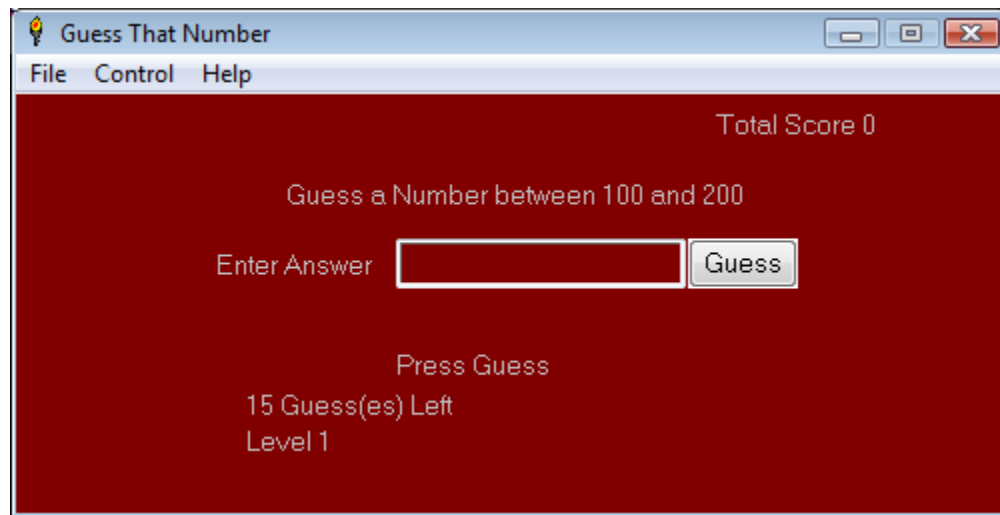 Guess That Number
File Control Help
Total Score 0
Guess a Number between 100 and 200
Enter Answer Guess
Press Guess
15 Guess(es) Left
Level 1